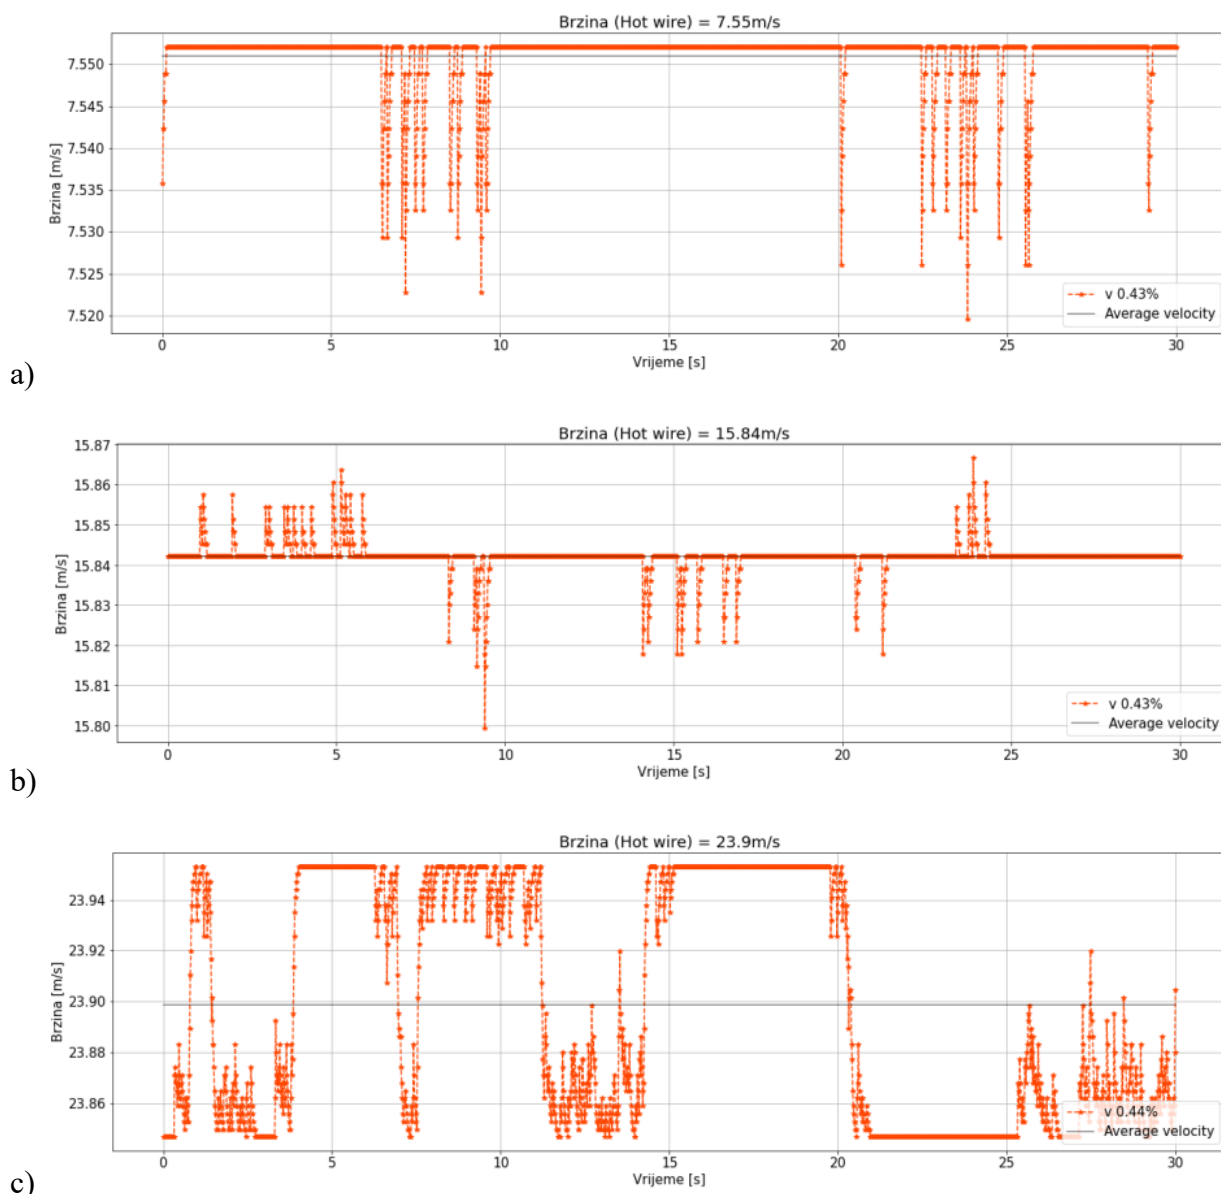 Brzina (Hot wire) = 7.55m/s
7.550
7.545
7.540
7.535
7.530
7.525
7.520
Brzina [m/s]
v 0.43%
Average velocity
0 5 10 15 20 25 30
Vrijeme [s]
a)
Brzina (Hot wire) = 15.84m/s
15.87
15.86
15.85
15.84
15.83
15.82
15.81
15.80
Brzina [m/s]
v 0.43%
Average velocity
0 5 10 15 20 25 30
Vrijeme [s]
b)
Brzina (Hot wire) = 23.9m/s
23.94
23.92
23.90
23.88
23.86
Brzina [m/s]
v 0.44%
Average velocity
0 5 10 15 20 25 30
Vrijeme [s]
c)